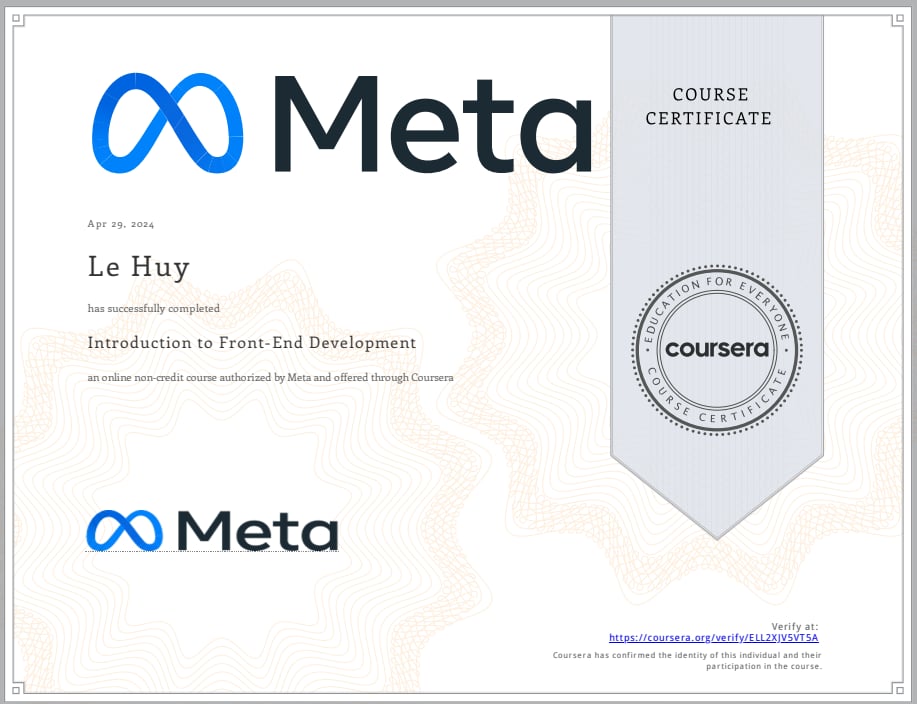 Meta
COURSE
CERTIFICATE
Apr 29, 2024
Le Huy
has successfully completed
Introduction to Front-End Development
an online non-credit course authorized by Meta and offered through Coursera
EDUCATION FOR EVERYONE
coursera
COURSE CERTIFICATE
Meta
Verify at:
https://coursera.org/verify/ELL2XJV5VT5A
Coursera has confirmed the identity of this individual and their
participation in the course.